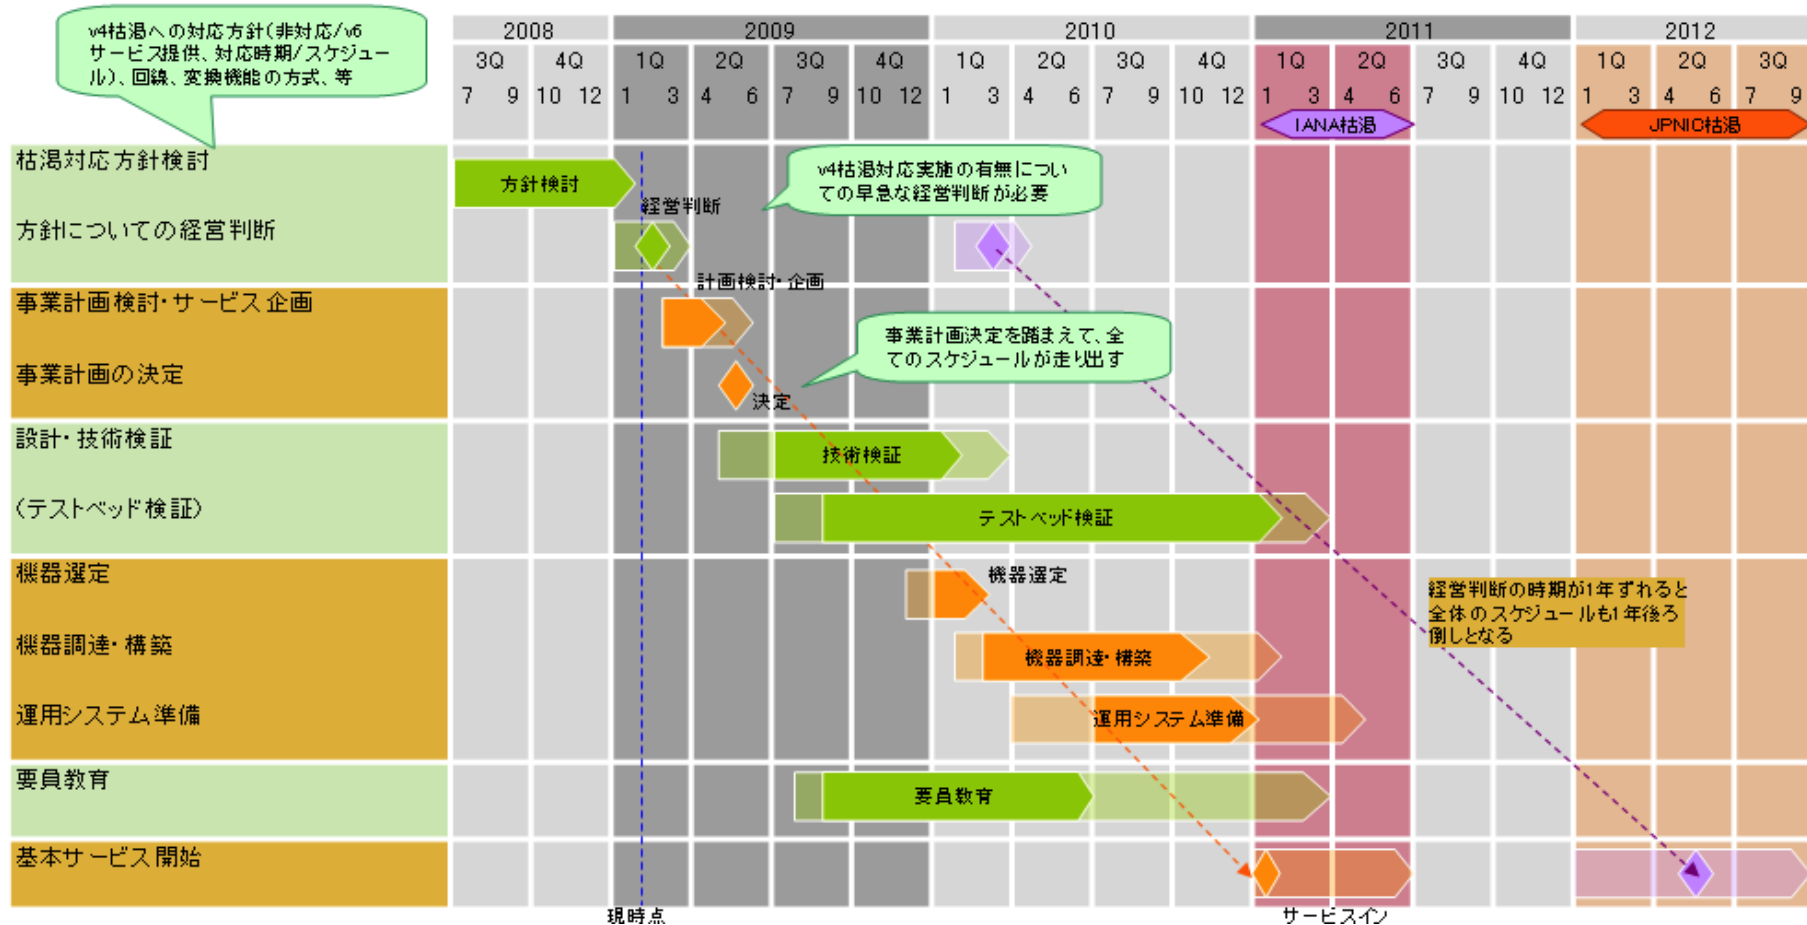 v4枯渇への対応方針(非対応/v6
サービス提供、対応時期/スケジュー
ル)、回線、変換機能の方式、等
2008 2009 2010 2011 2012
3Q 4Q 1Q 2Q 3Q 4Q 1Q 2Q 3Q 4Q 1Q 2Q 3Q 4Q 1Q 2Q 3Q
7 9 10 12 1 3 4 6 7 9 10 12 1 3 4 6 7 9 10 12 1 3 4 6 7 9 10 12 1 3 4 6 7 9
IANA枯渇 JPNIC枯渇
枯渇対応方針検討
方針検討
v4枯渇対応実施の有無につい
ての早急な経営判断が必要
経営判断
方針についての経営判断
計画検討・企画
事業計画検討・サービス企画
事業計画決定を踏まえて、全
てのスケジュールが走り出す
事業計画の決定
決定
設計・技術検証
技術検証
(テストベッド検証)
テストベッド検証
機器選定
機器選定
経営判断の時期が1年ずれると
全体のスケジュールも1年後ろ
倒しとなる
機器調達・構築
機器調達・構築
運用システム準備
運用システム準備
要員教育
要員教育
基本サービス開始
現時点 サービスイン